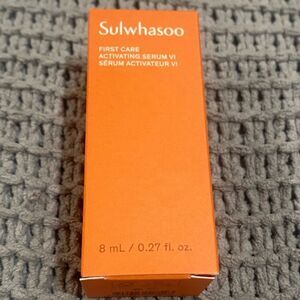 Sulwhasoo
FIRST CARE
ACTIVATING SERUM VI
SÉRUM ACTIVATEUR VI
8 mL / 0.27 fl. oz.